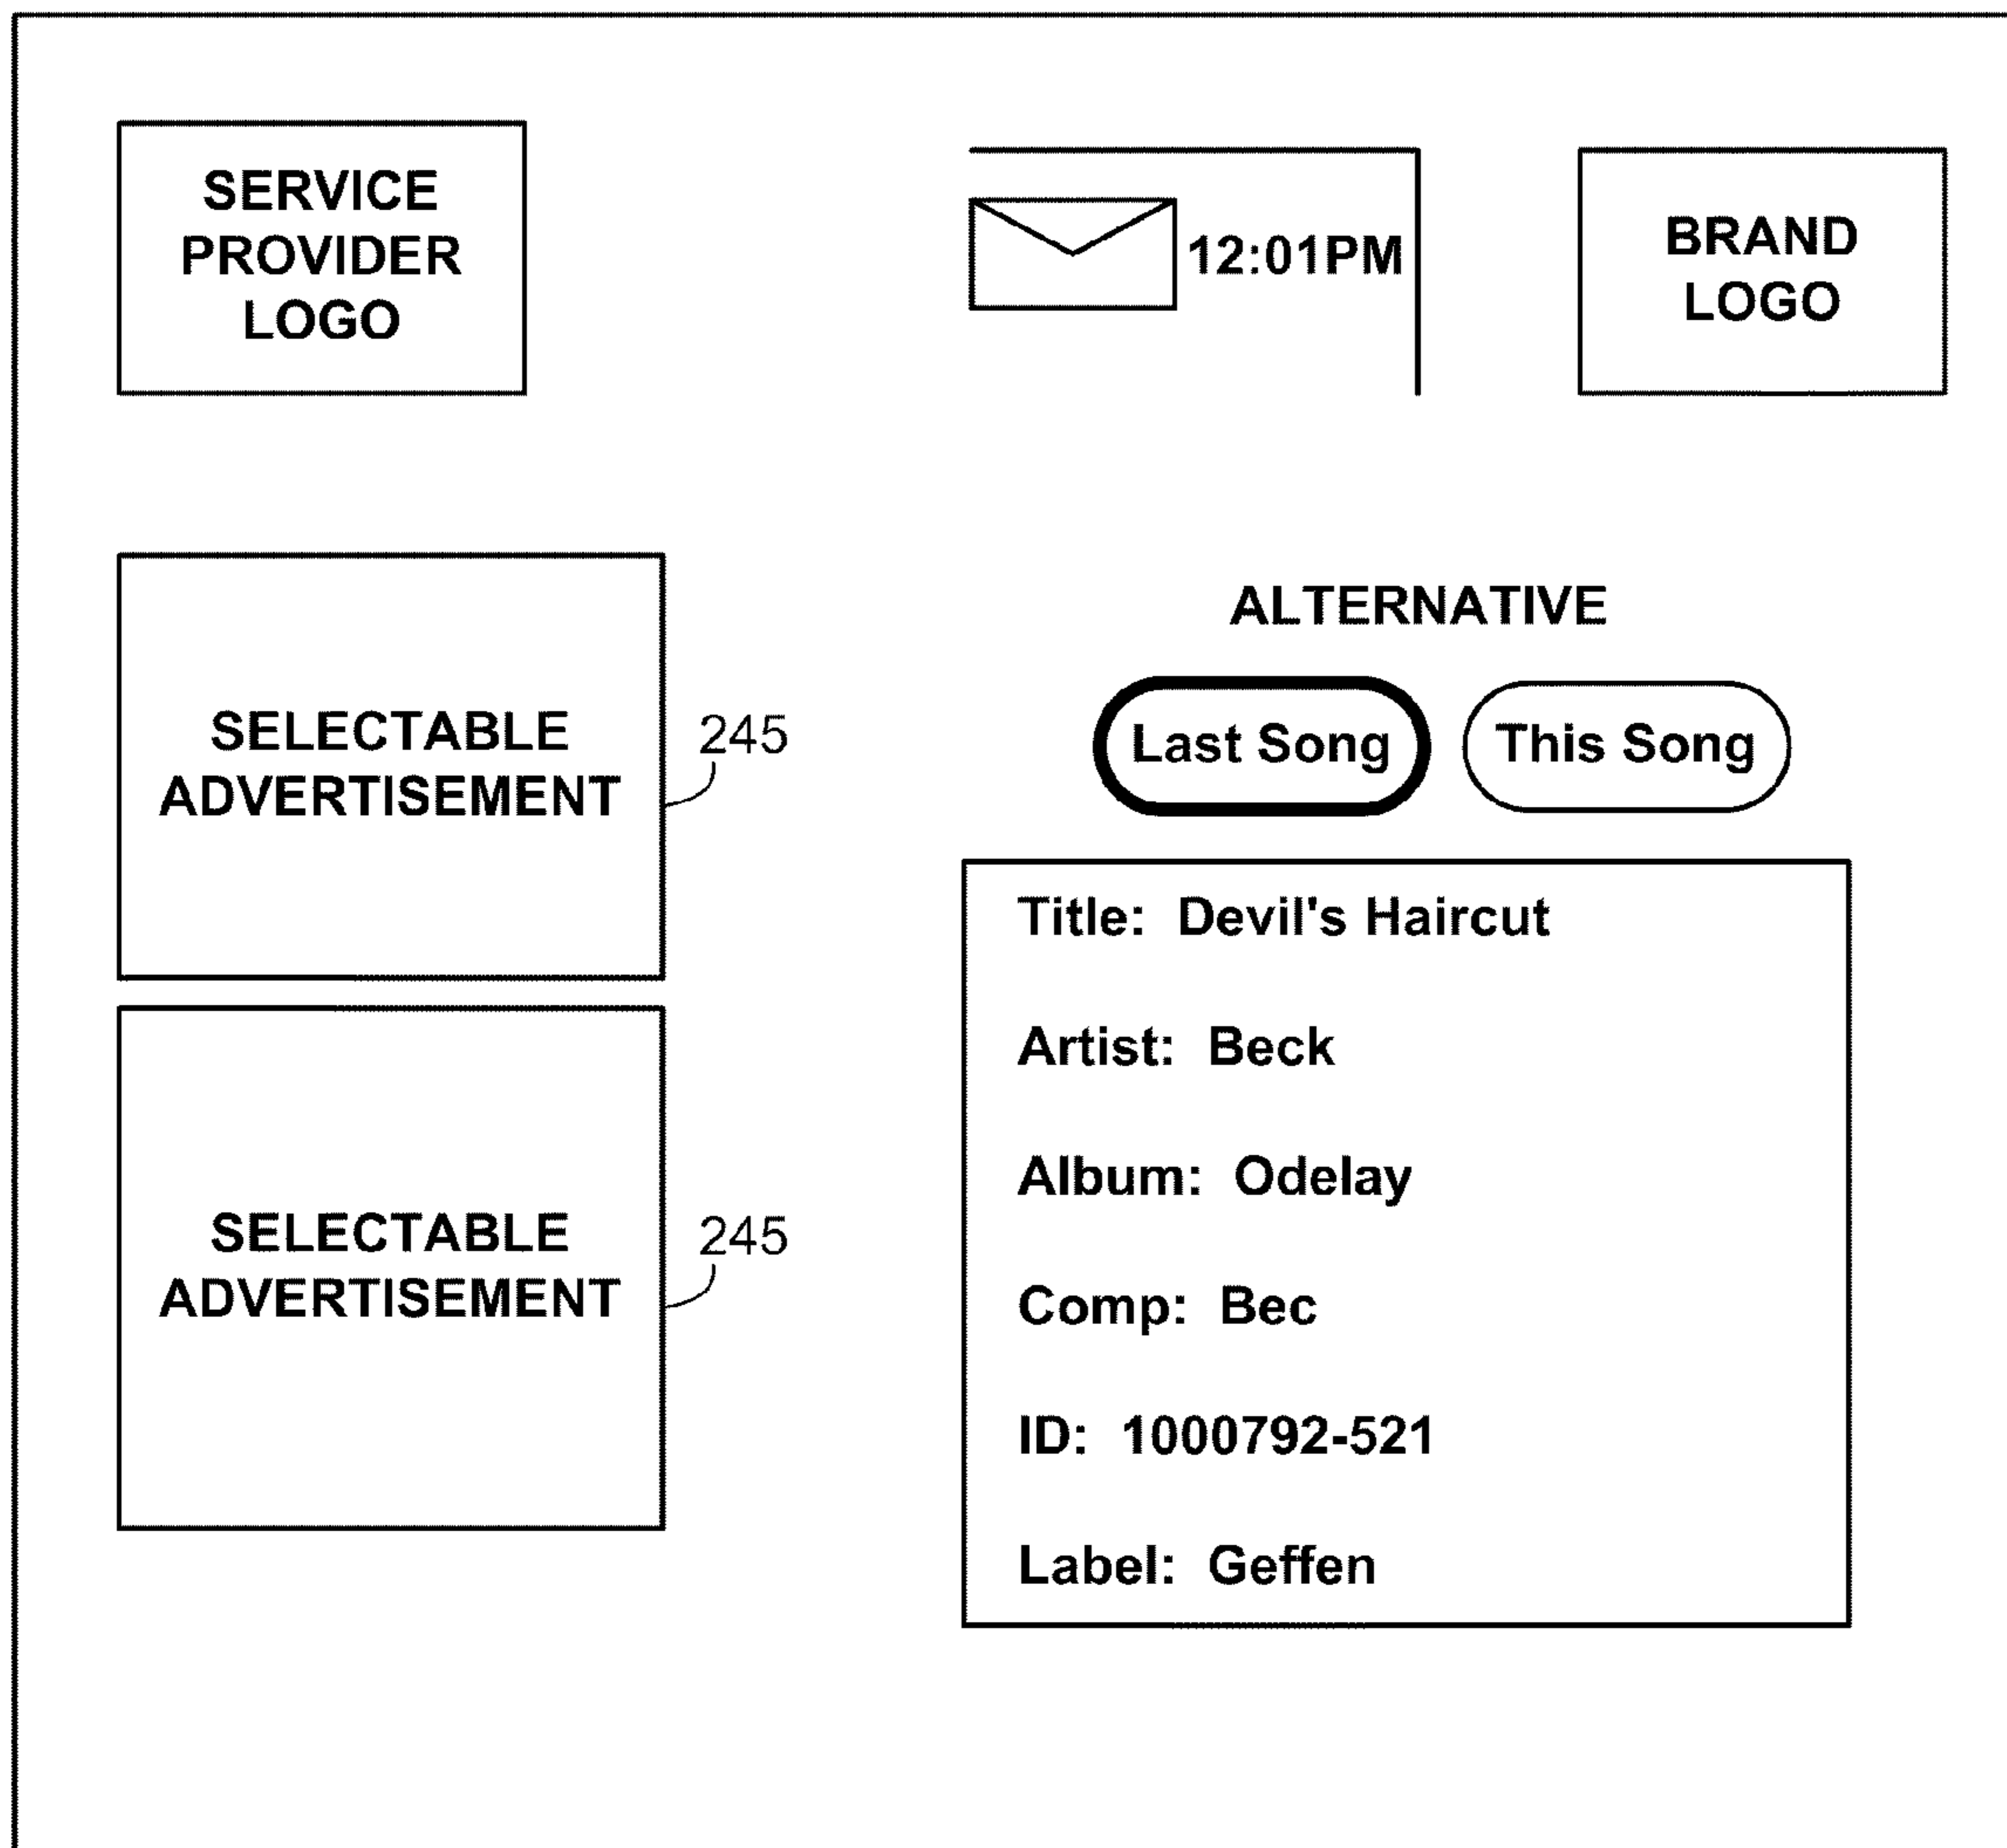 SERVICE
PROVIDER
LOGO
12:01PM
BRAND
LOGO
SELECTABLE
ADVERTISEMENT
245
SELECTABLE
ADVERTISEMENT
245
ALTERNATIVE
Last Song
This Song
Title: Devil's Haircut
Artist: Beck
Album: Odelay
Comp: Bec
ID: 1000792-521
Label: Geffen